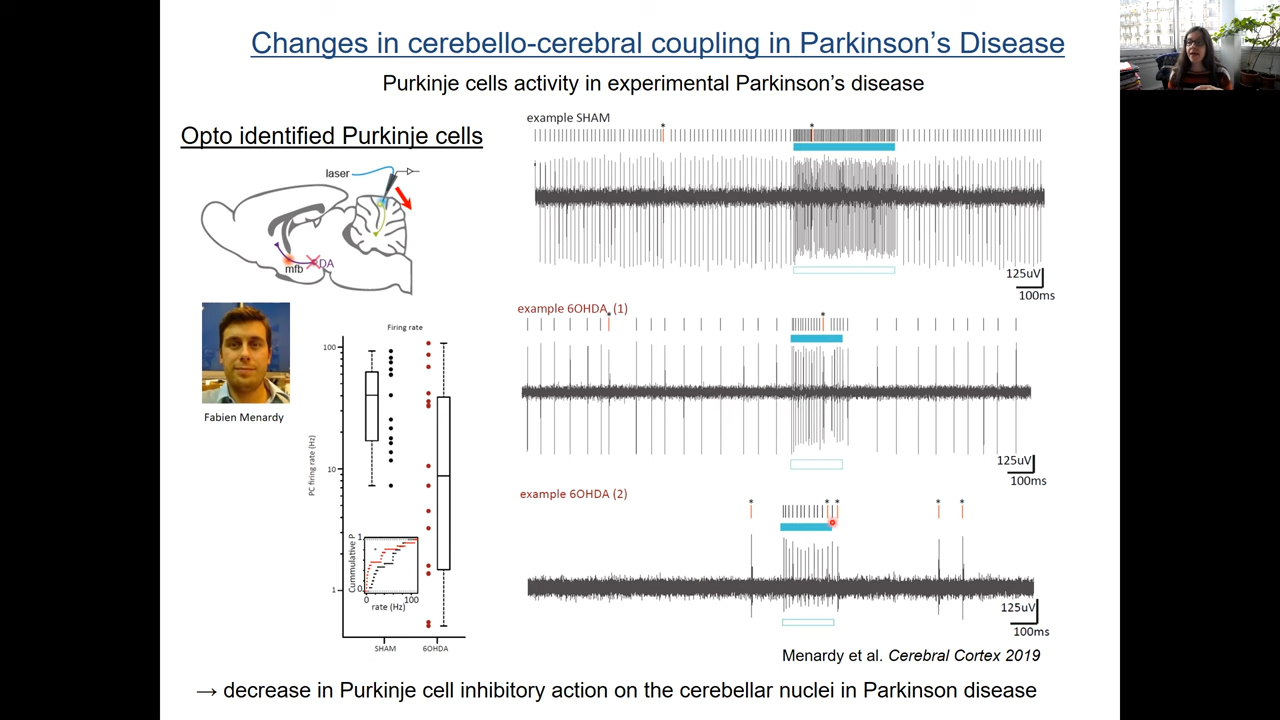 Changes in cerebello-cerebral coupling in Parkinson's Disease
Purkinje cells activity in experimental Parkinson's disease
Opto identified Purkinje cells
laser
mfb
DA
Fabien Menardy
Firing rate
PC firing rate (Hz)
100
10
1
Cummulative P
1
0
0
100
rate (Hz)
SHAM
6OHDA
example SHAM
*
*
125uV
100ms
example 6OHDA (1)
*
*
125uV
100ms
example 6OHDA (2)
*
* *
*
*
125uV
100ms
Menardy et al. Cerebral Cortex 2019
→ decrease in Purkinje cell inhibitory action on the cerebellar nuclei in Parkinson disease